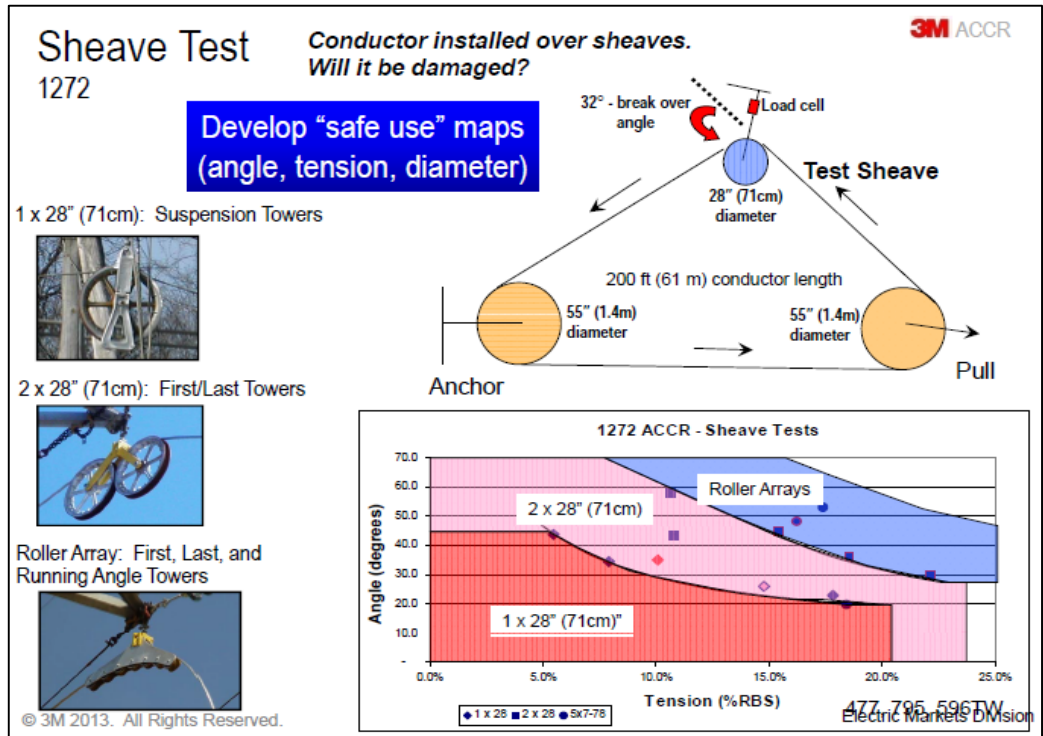 Sheave Test
1272
Conductor installed over sheaves.
Will it be damaged?
3M ACCR
Develop “safe use” maps
(angle, tension, diameter)
32° - break over
angle
Load cell
Test Sheave
28” (71cm)
diameter
200 ft (61 m) conductor length
55” (1.4m)
diameter
55” (1.4m)
diameter
Anchor
Pull
1 x 28” (71cm): Suspension Towers
2 x 28” (71cm): First/Last Towers
Roller Array: First, Last, and
Running Angle Towers
1272 ACCR - Sheave Tests
Angle (degrees)
70.0
60.0
50.0
40.0
30.0
20.0
10.0
-
Roller Arrays
2 x 28” (71cm)
1 x 28” (71cm)”
0.0% 5.0% 10.0% 15.0% 20.0% 25.0%
Tension (%RBS)
1 x 28 2 x 28 5x7-78
477, 795, 596TW
Electric Markets Division
© 3M 2013. All Rights Reserved.